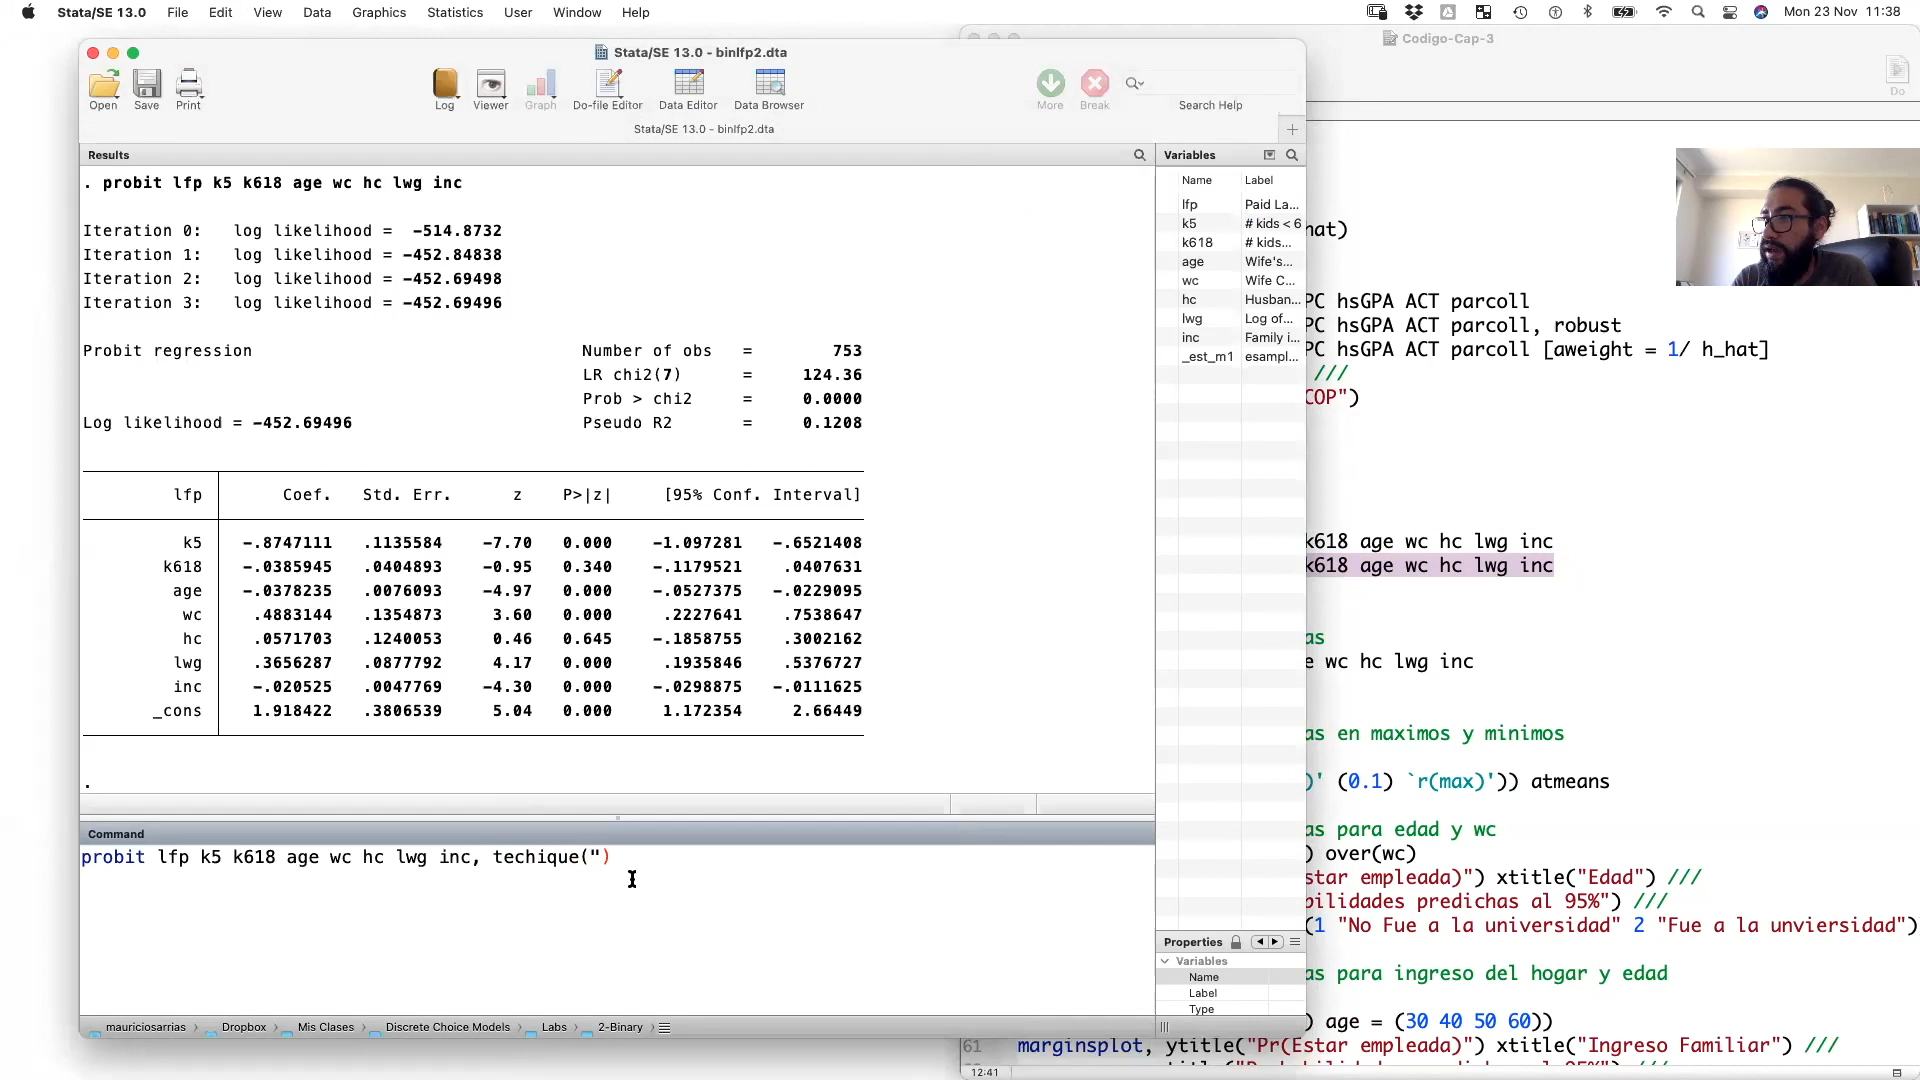 Stata/SE 13.0 File Edit View Data Graphics Statistics User Window Help Mon 23 Nov 11:38
Codigo-Cap-3
Stata/SE 13.0 - binlfp2.dta
Open Save Print Log Viewer Graph Do-file Editor Data Editor Data Browser More Break Search Help
Do
Stata/SE 13.0 - binlfp2.dta
Results
. probit lfp k5 k618 age wc hc lwg inc
Iteration 0: log likelihood = -514.8732
Iteration 1: log likelihood = -452.84838
Iteration 2: log likelihood = -452.69498
Iteration 3: log likelihood = -452.69496
Probit regression Number of obs = 753
LR chi2(7) = 124.36
Prob > chi2 = 0.0000
Log likelihood = -452.69496 Pseudo R2 = 0.1208
lfp Coef. Std. Err. z P>|z| [95% Conf. Interval]
k5 -.8747111 .1135584 -7.70 0.000 -1.097281 -.6521408
k618 -.0385945 .0404893 -0.95 0.340 -.1179521 .0407631
age -.0378235 .0076093 -4.97 0.000 -.0527375 -.0229095
wc .4883144 .1354873 3.60 0.000 .2227641 .7538647
hc .0571703 .1240053 0.46 0.645 -.1858755 .3002162
lwg .3656287 .0877792 4.17 0.000 .1935846 .5376727
inc -.020525 .0047769 -4.30 0.000 -.0298875 -.0111625
_cons 1.918422 .3806539 5.04 0.000 1.172354 2.66449
.
Command
probit lfp k5 k618 age wc hc lwg inc, techique(")
mauriciosarrias Dropbox Mis Clases Discrete Choice Models Labs 2-Binary
Variables
Name Label
lfp Paid La...
k5 # kids < 6
k618 # kids...
age Wife's...
wc Wife C...
hc Husban...
lwg Log of...
inc Family i...
_est_m1 esampl...
Properties
Variables
Name
Label
Type
hat)
PC hsGPA ACT parcoll
PC hsGPA ACT parcoll, robust
PC hsGPA ACT parcoll [aweight = 1/ h_hat]
///
COP")
k618 age wc hc lwg inc
k618 age wc hc lwg inc
as
e wc hc lwg inc
as en maximos y minimos
)' (0.1) `r(max)')) atmeans
as para edad y wc
) over(wc)
star empleada)") xtitle("Edad") ///
bilidades predichas al 95%") ///
(1 "No Fue a la universidad" 2 "Fue a la unviersidad")
as para ingreso del hogar y edad
) age = (30 40 50 60))
61 marginsplot, ytitle("Pr(Estar empleada)") xtitle("Ingreso Familiar") ///
12:41